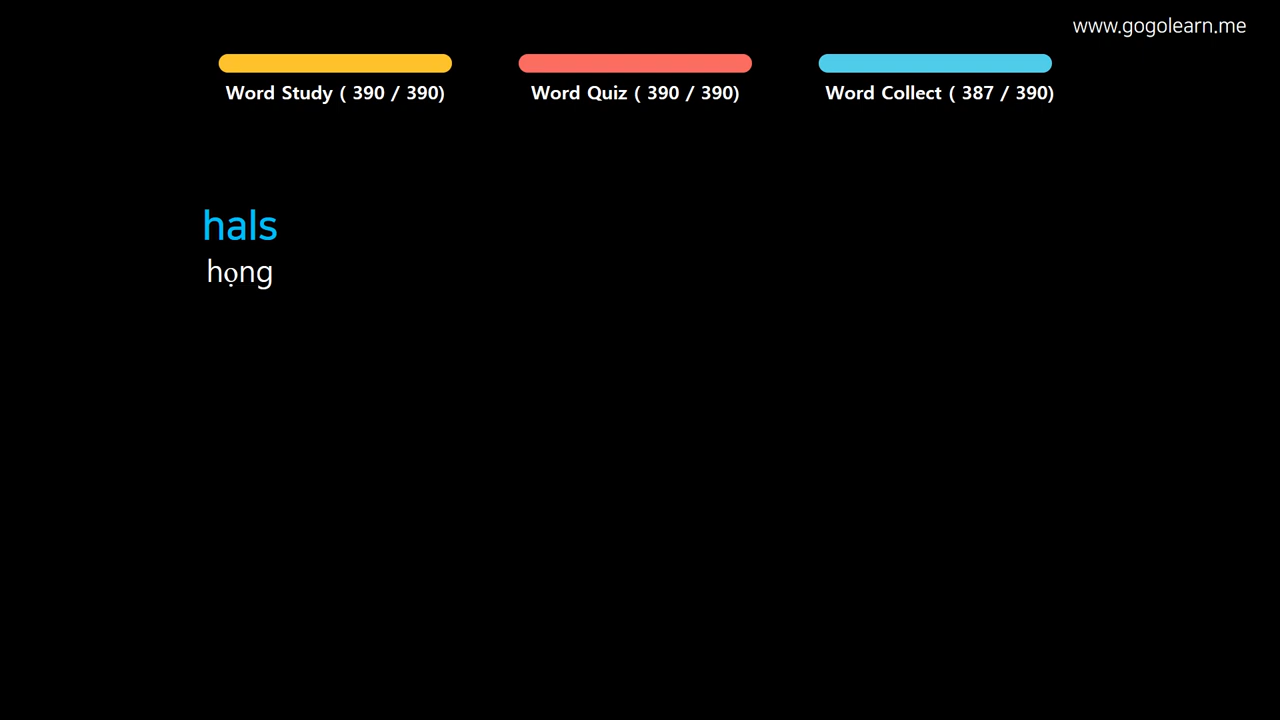 www.gogolearn.me
Word Study ( 390 / 390)
Word Quiz ( 390 / 390)
Word Collect ( 387 / 390)
hals
họng